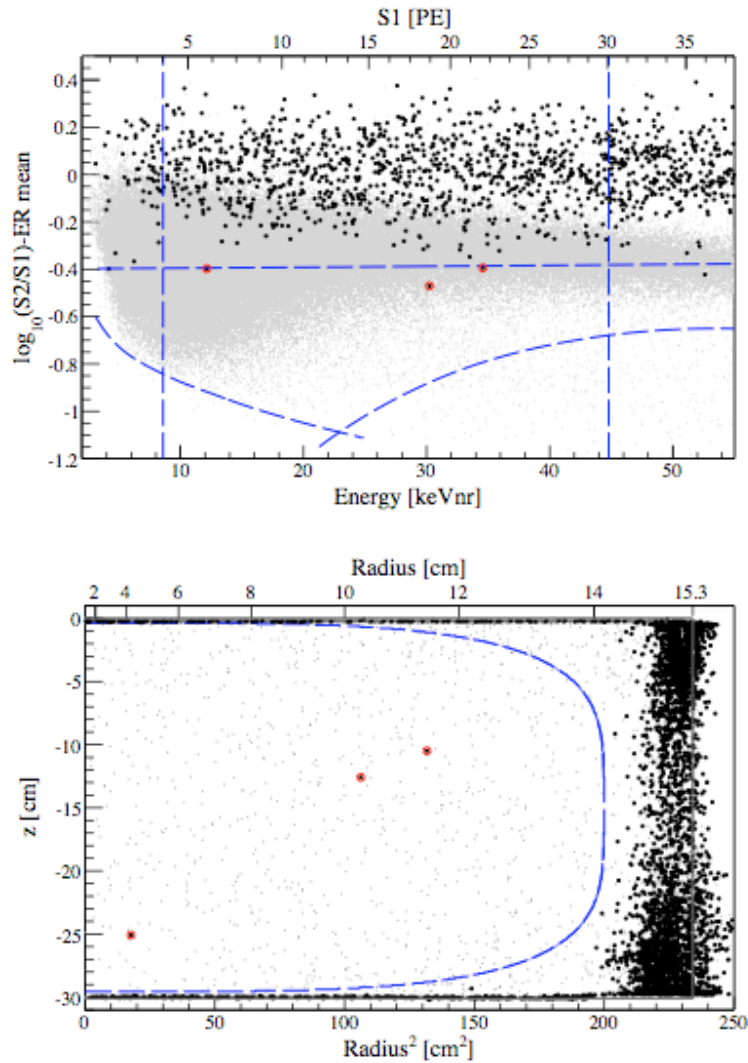 S1 [PE]
0 5 10 15 20 25 30 35
0.4
0.2
0
-0.2
-0.4
-0.6
-0.8
-1
-1.2
log10(S2/S1)-ER mean
10 20 30 40 50
Energy [keVnr]
Radius [cm]
2 4 6 8 10 12 14 15.3
0
-5
-10
-15
-20
-25
-30
z [cm]
0 50 100 150 200 250
Radius² [cm²]